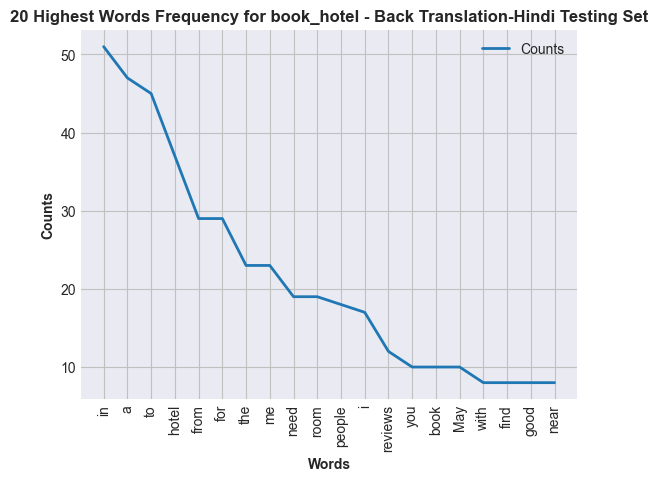 20 Highest Words Frequency for book_hotel - Back Translation-Hindi Testing Set
Counts
50
40
30
20
10
Counts
in
a
to
hotel
from
for
the
me
need
room
people
i
reviews
you
book
May
with
find
good
near
Words